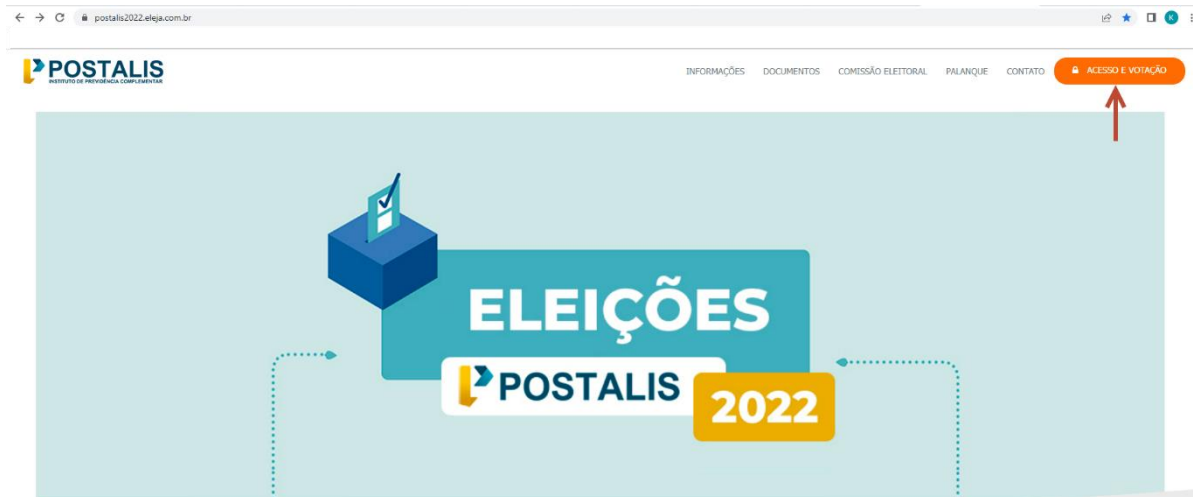 postalis2022.eleja.com.br
K
POSTALIS
INSTITUTO DE PREVIDÊNCIA COMPLEMENTAR
INFORMAÇÕES DOCUMENTOS COMISSÃO ELEITORAL PALANQUE CONTATO ACESSO E VOTAÇÃO
ELEIÇÕES
POSTALIS
2022